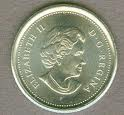 ELIZABETH II D · G · REGINA